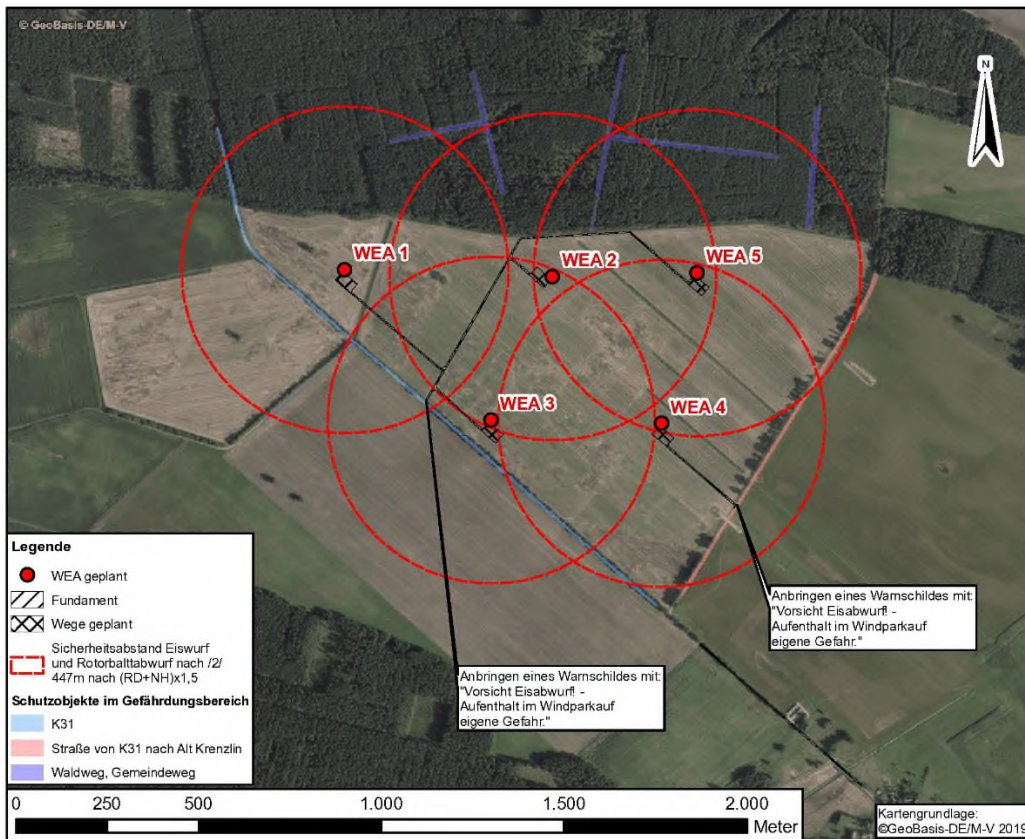 © GeoBasis-DE/M-V
N
WEA 1
WEA 2
WEA 5
WEA 3
WEA 4
Legende
WEA geplant
Fundament
Wege geplant
Sicherheitsabstand Eiswurf
und Rotorbalttabwurf nach /2/
447m nach (RD+NH)x1,5
Schutzobjekte im Gefährdungsbereich
K31
Straße von K31 nach Alt Krenzlin
Waldweg, Gemeindeweg
Anbringen eines Warnschildes mit:
"Vorsicht Eisabwurf! -
Aufenthalt im Windparkauf
eigene Gefahr."
Anbringen eines Warnschildes mit:
"Vorsicht Eisabwurf! -
Aufenthalt im Windparkauf
eigene Gefahr."
0 250 500 1.000 1.500 2.000
Meter
Kartengrundlage:
©GeoBasis-DE/M-V 2019